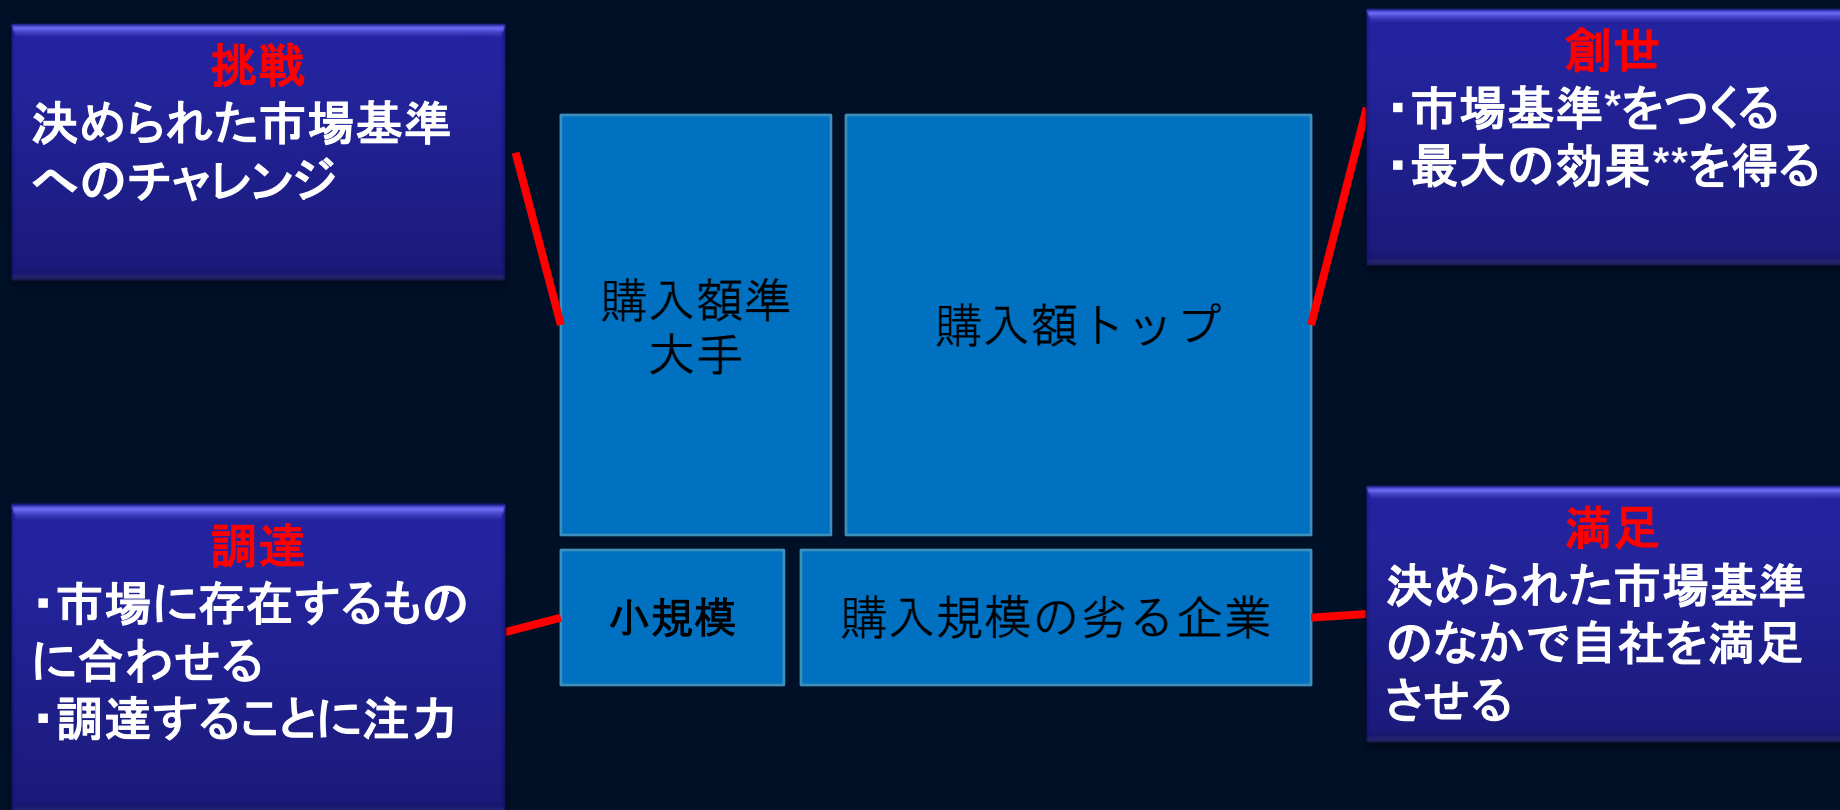 挑戦
決められた市場基準
へのチャレンジ
創世
・市場基準*をつくる
・最大の効果**を得る
購入額準
大手
購入額トップ
調達
・市場に存在するもの
に合わせる
・調達することに注力
小規模
購入規模の劣る企業
満足
決められた市場基準
のなかで自社を満足
させる